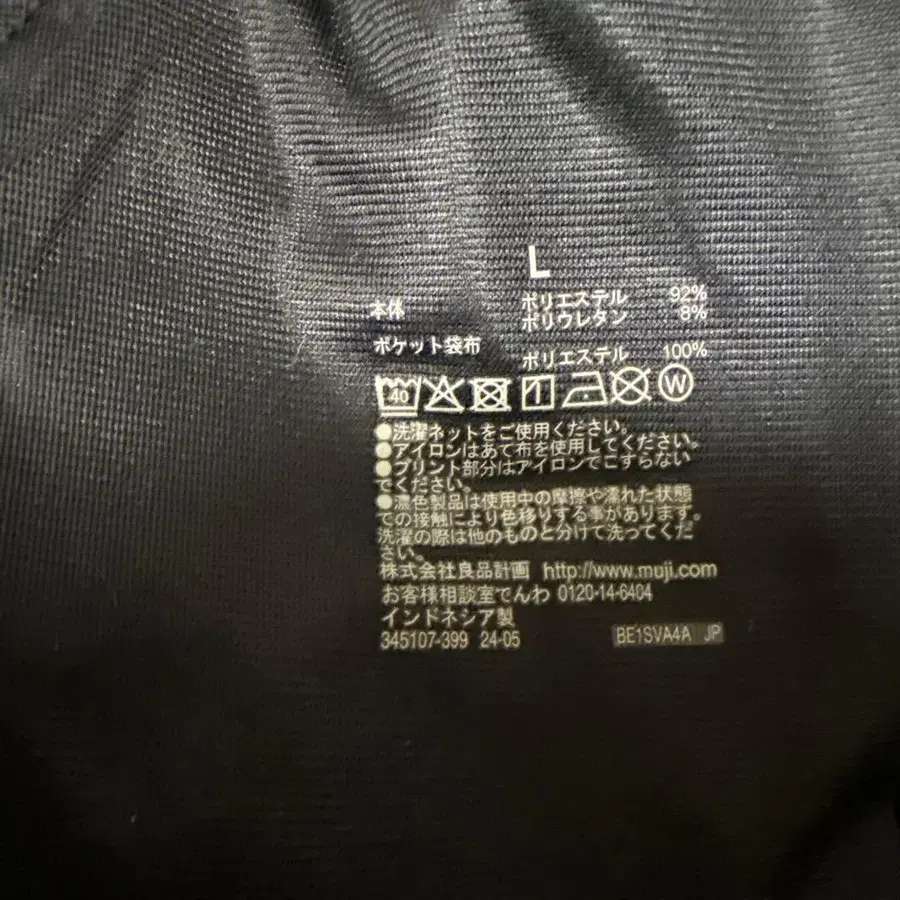 L
本体 ポリエステル 92%
ポリウレタン 8%
ポケット袋布 ポリエステル 100%
40 W
●洗濯ネットをご使用ください。
●アイロンはあて布を使用してください。
●プリント部分はアイロンでこすらない
でください。
●濃色製品は使用中の摩擦や濡れた状態
での接触により色移りする事があります。
洗濯の際は他のものと分けて洗ってくだ
さい。
株式会社良品計画 http://www.muji.com
お客様相談室でんわ 0120-14-6404
インドネシア製
345107-399 24-05 BE1SVA4A JP